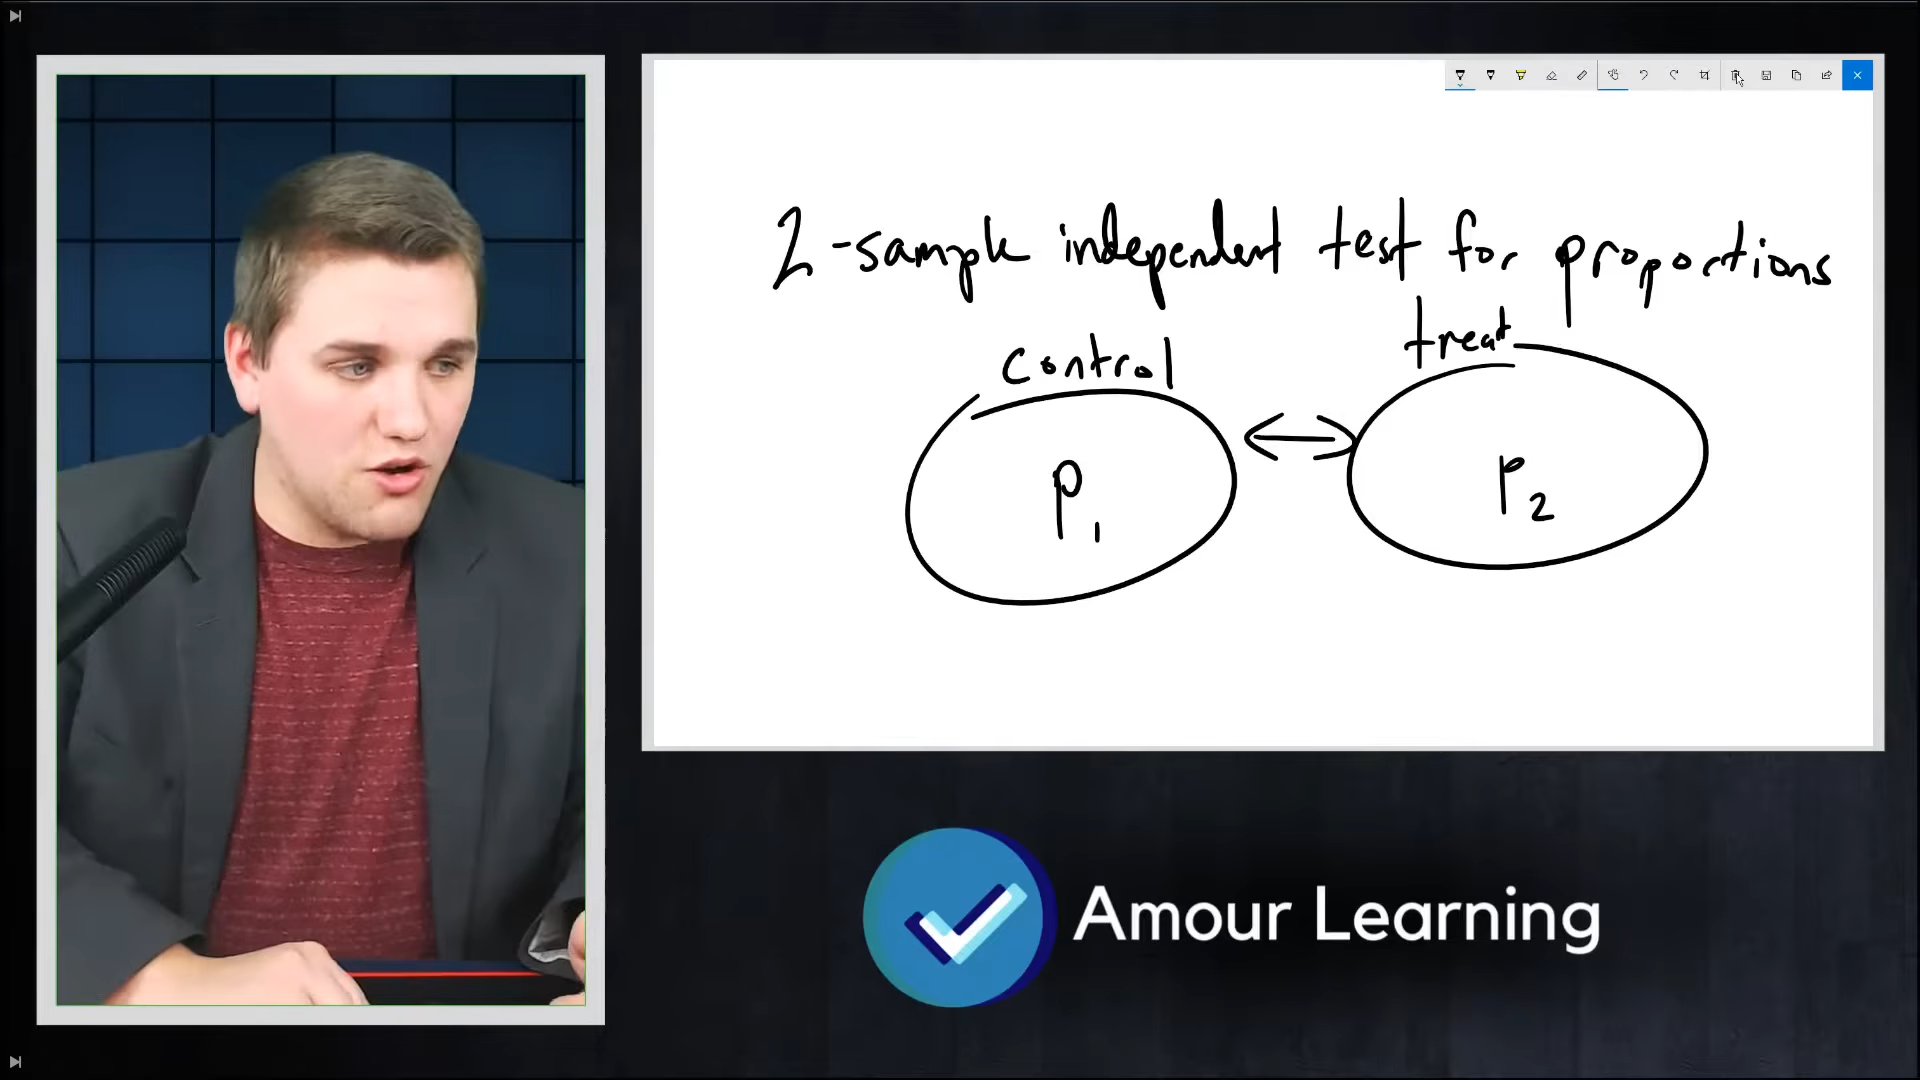 2-sample independent test for proportions
control
treat
p1
p2
Amour Learning